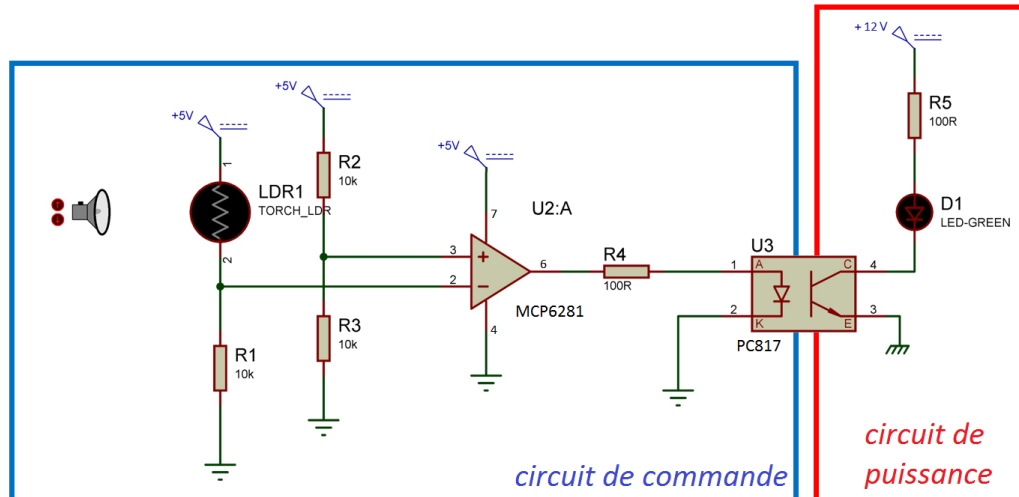 +12V
+5V
+5V
R5
100R
1
R2
10k
+5V
LDR1
TORCH_LDR
7
U2:A
D1
LED-GREEN
2
3
+
6
R4
100R
U3
1
A
C
4
2
−
MCP6281
R3
10k
4
2
K
E
3
R1
10k
PC817
circuit de commande
circuit de
puissance